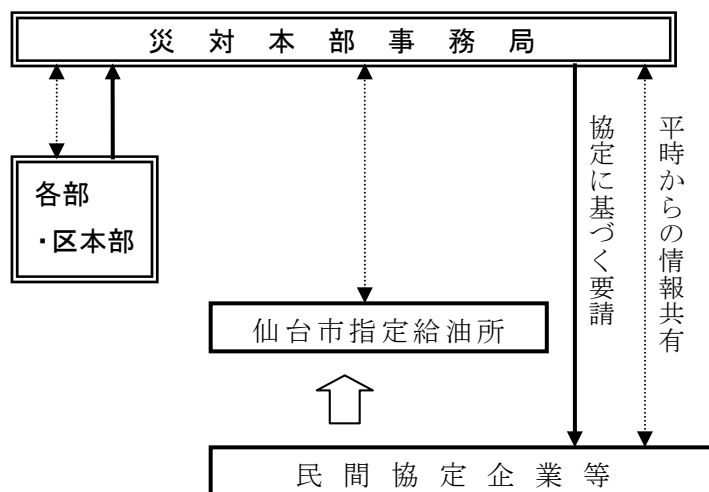 災対本部事務局
各部
・区本部
協定に基づく要請
平時からの情報共有
仙台市指定給油所
民間協定企業等